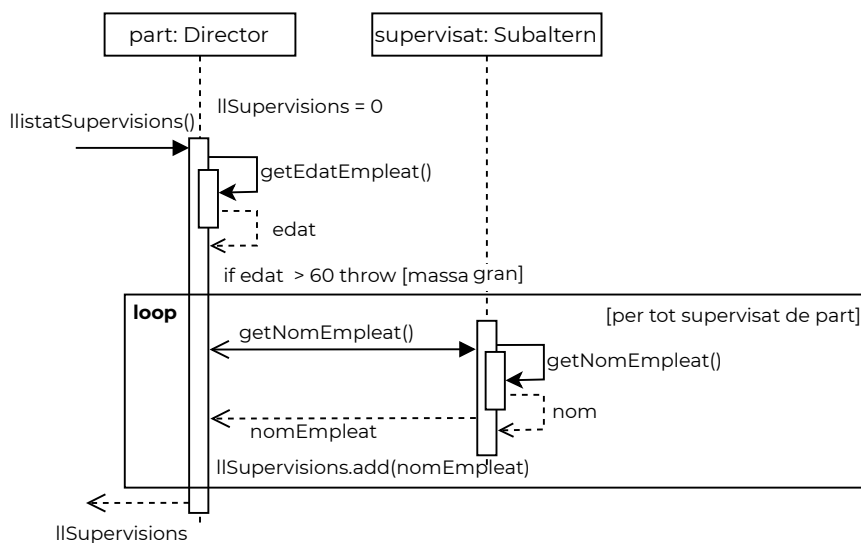 part: Director
supervisat: Subaltern
llSupervisions = 0
llistatSupervisions()
getEdatEmpleat()
edat
if edat > 60 throw [massa gran]
loop
[per tot supervisat de part]
getNomEmpleat()
getNomEmpleat()
nom
nomEmpleat
llSupervisions.add(nomEmpleat)
llSupervisions